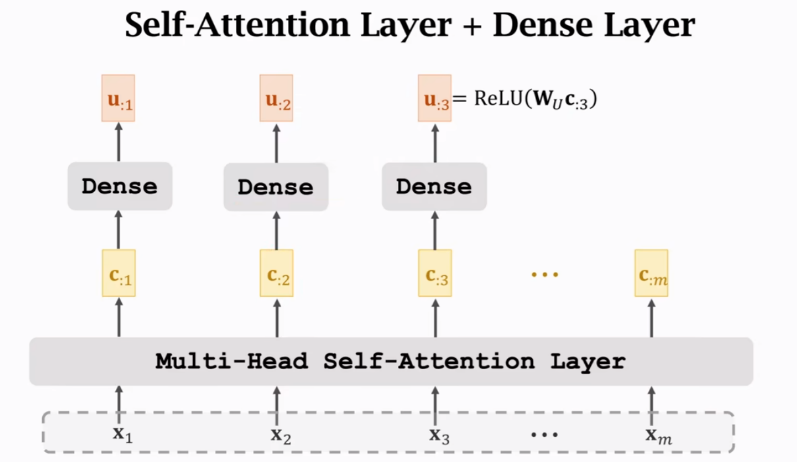 Self-Attention Layer + Dense Layer
u:1 u:2 u:3 = ReLU(W_U c:3)
Dense Dense Dense
c:1 c:2 c:3 ⋯ c:m
Multi-Head Self-Attention Layer
x₁ x₂ x₃ ⋯ xₘ